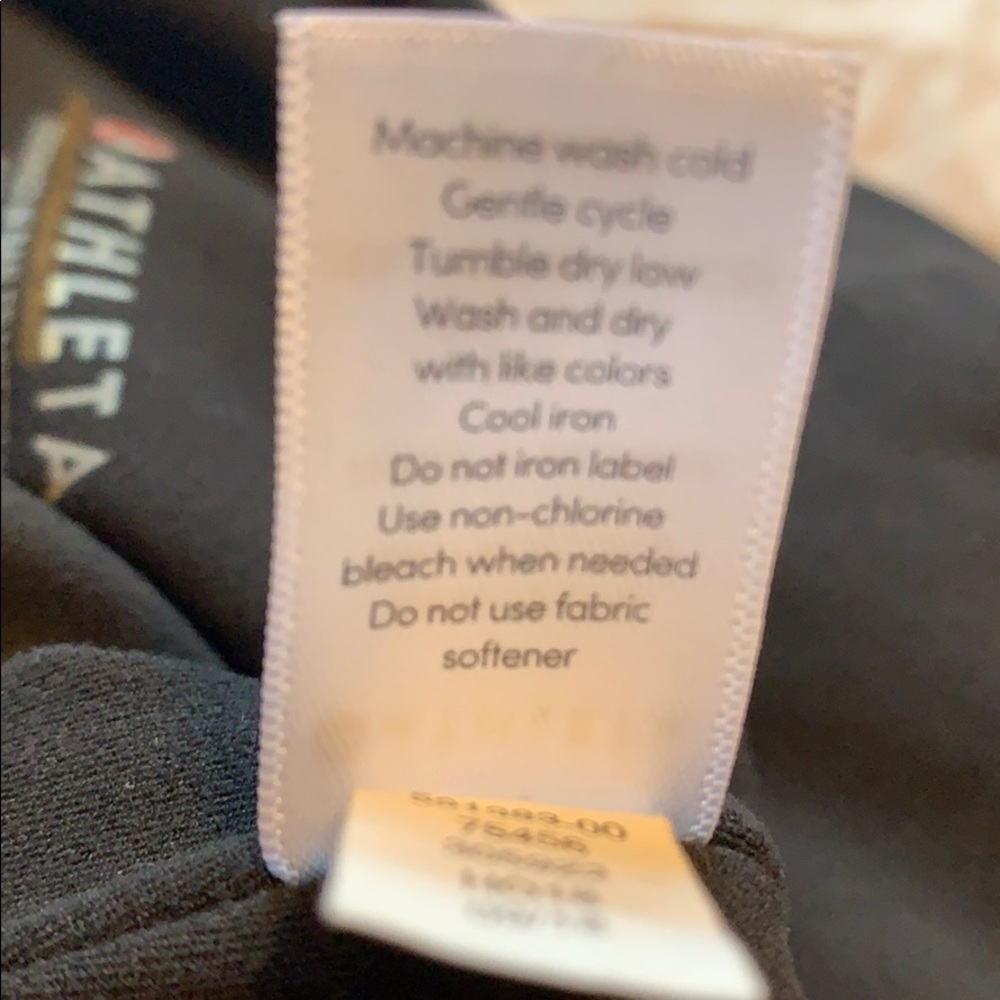 ATHLETA
Machine wash cold
Gentle cycle
Tumble dry low
Wash and dry
with like colors
Cool iron
Do not iron label
Use non-chlorine
bleach when needed
Do not use fabric
softener